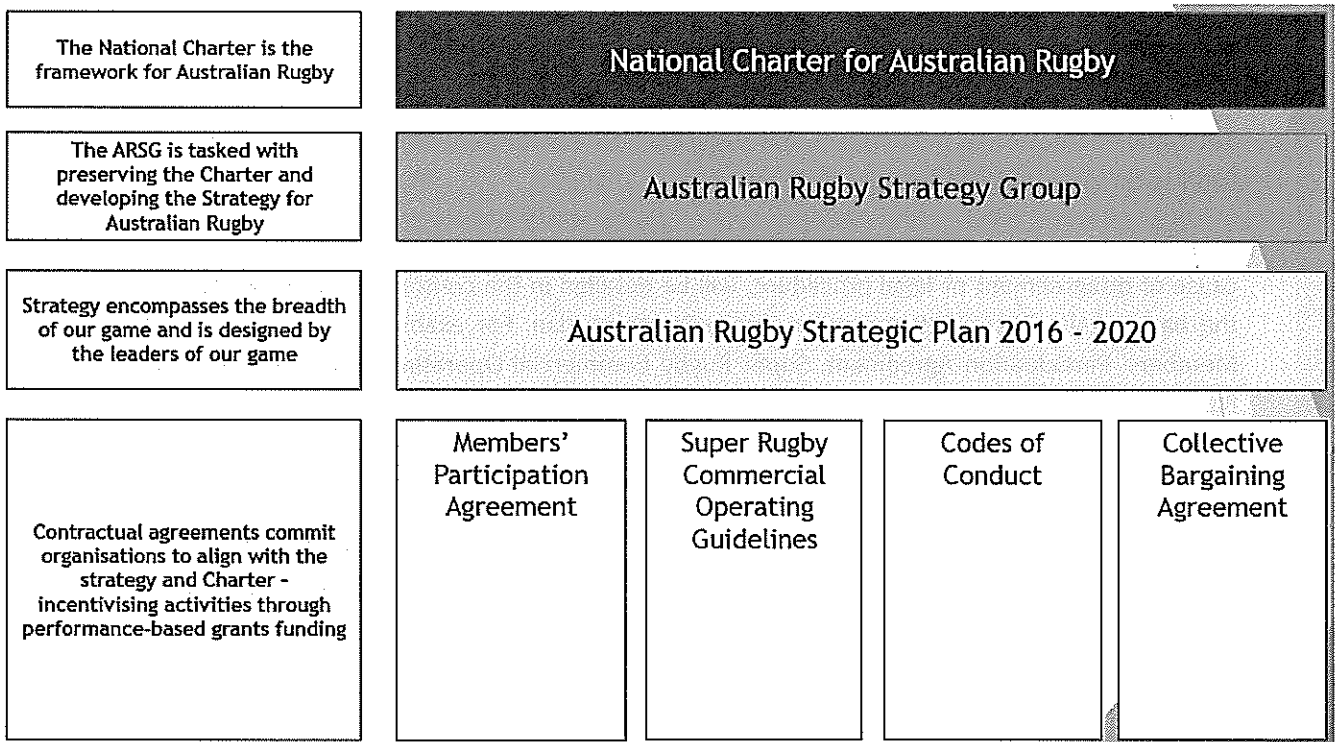 The National Charter is the
framework for Australian Rugby
National Charter for Australian Rugby
The ARSG is tasked with
preserving the Charter and
developing the Strategy for
Australian Rugby
Australian Rugby Strategy Group
Strategy encompasses the breadth
of our game and is designed by
the leaders of our game
Australian Rugby Strategic Plan 2016 - 2020
Contractual agreements commit
organisations to align with the
strategy and Charter -
incentivising activities through
performance-based grants funding
Members'
Participation
Agreement
Super Rugby
Commercial
Operating
Guidelines
Codes of
Conduct
Collective
Bargaining
Agreement